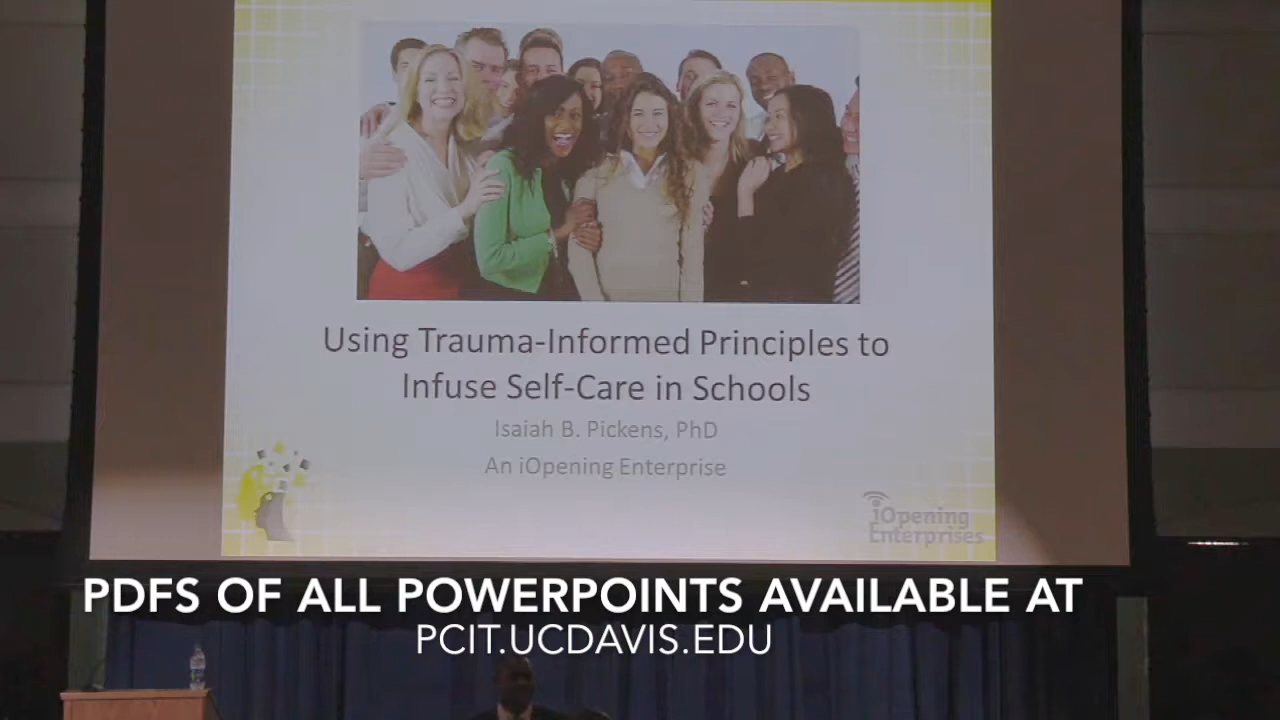 Using Trauma-Informed Principles to
Infuse Self-Care in Schools
Isaiah B. Pickens, PhD
An iOpening Enterprise
iOpening
Enterprises
PDFS OF ALL POWERPOINTS AVAILABLE AT
PCIT.UCDAVIS.EDU